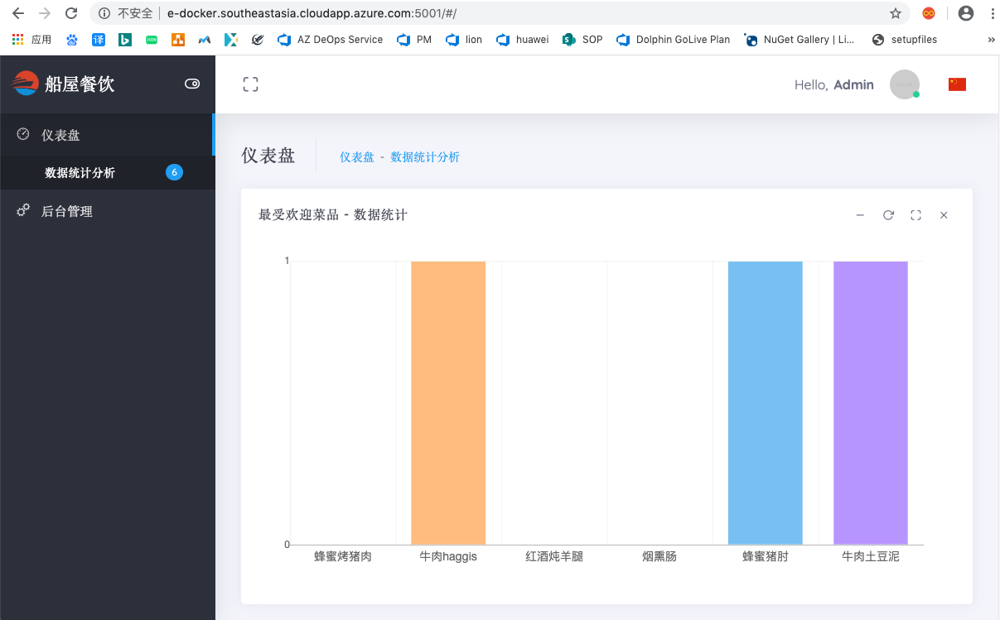 不安全 e-docker.southeastasia.cloudapp.azure.com:5001/#/
应用 译 AZ DeOps Service PM lion huawei SOP Dolphin GoLive Plan NuGet Gallery | Li... setupfiles »
船屋餐饮
Hello, Admin
仪表盘
数据统计分析 6
后台管理
仪表盘 仪表盘 - 数据统计分析
最受欢迎菜品 - 数据统计
1
0
蜂蜜烤猪肉 牛肉haggis 红酒炖羊腿 烟熏肠 蜂蜜猪肘 牛肉土豆泥